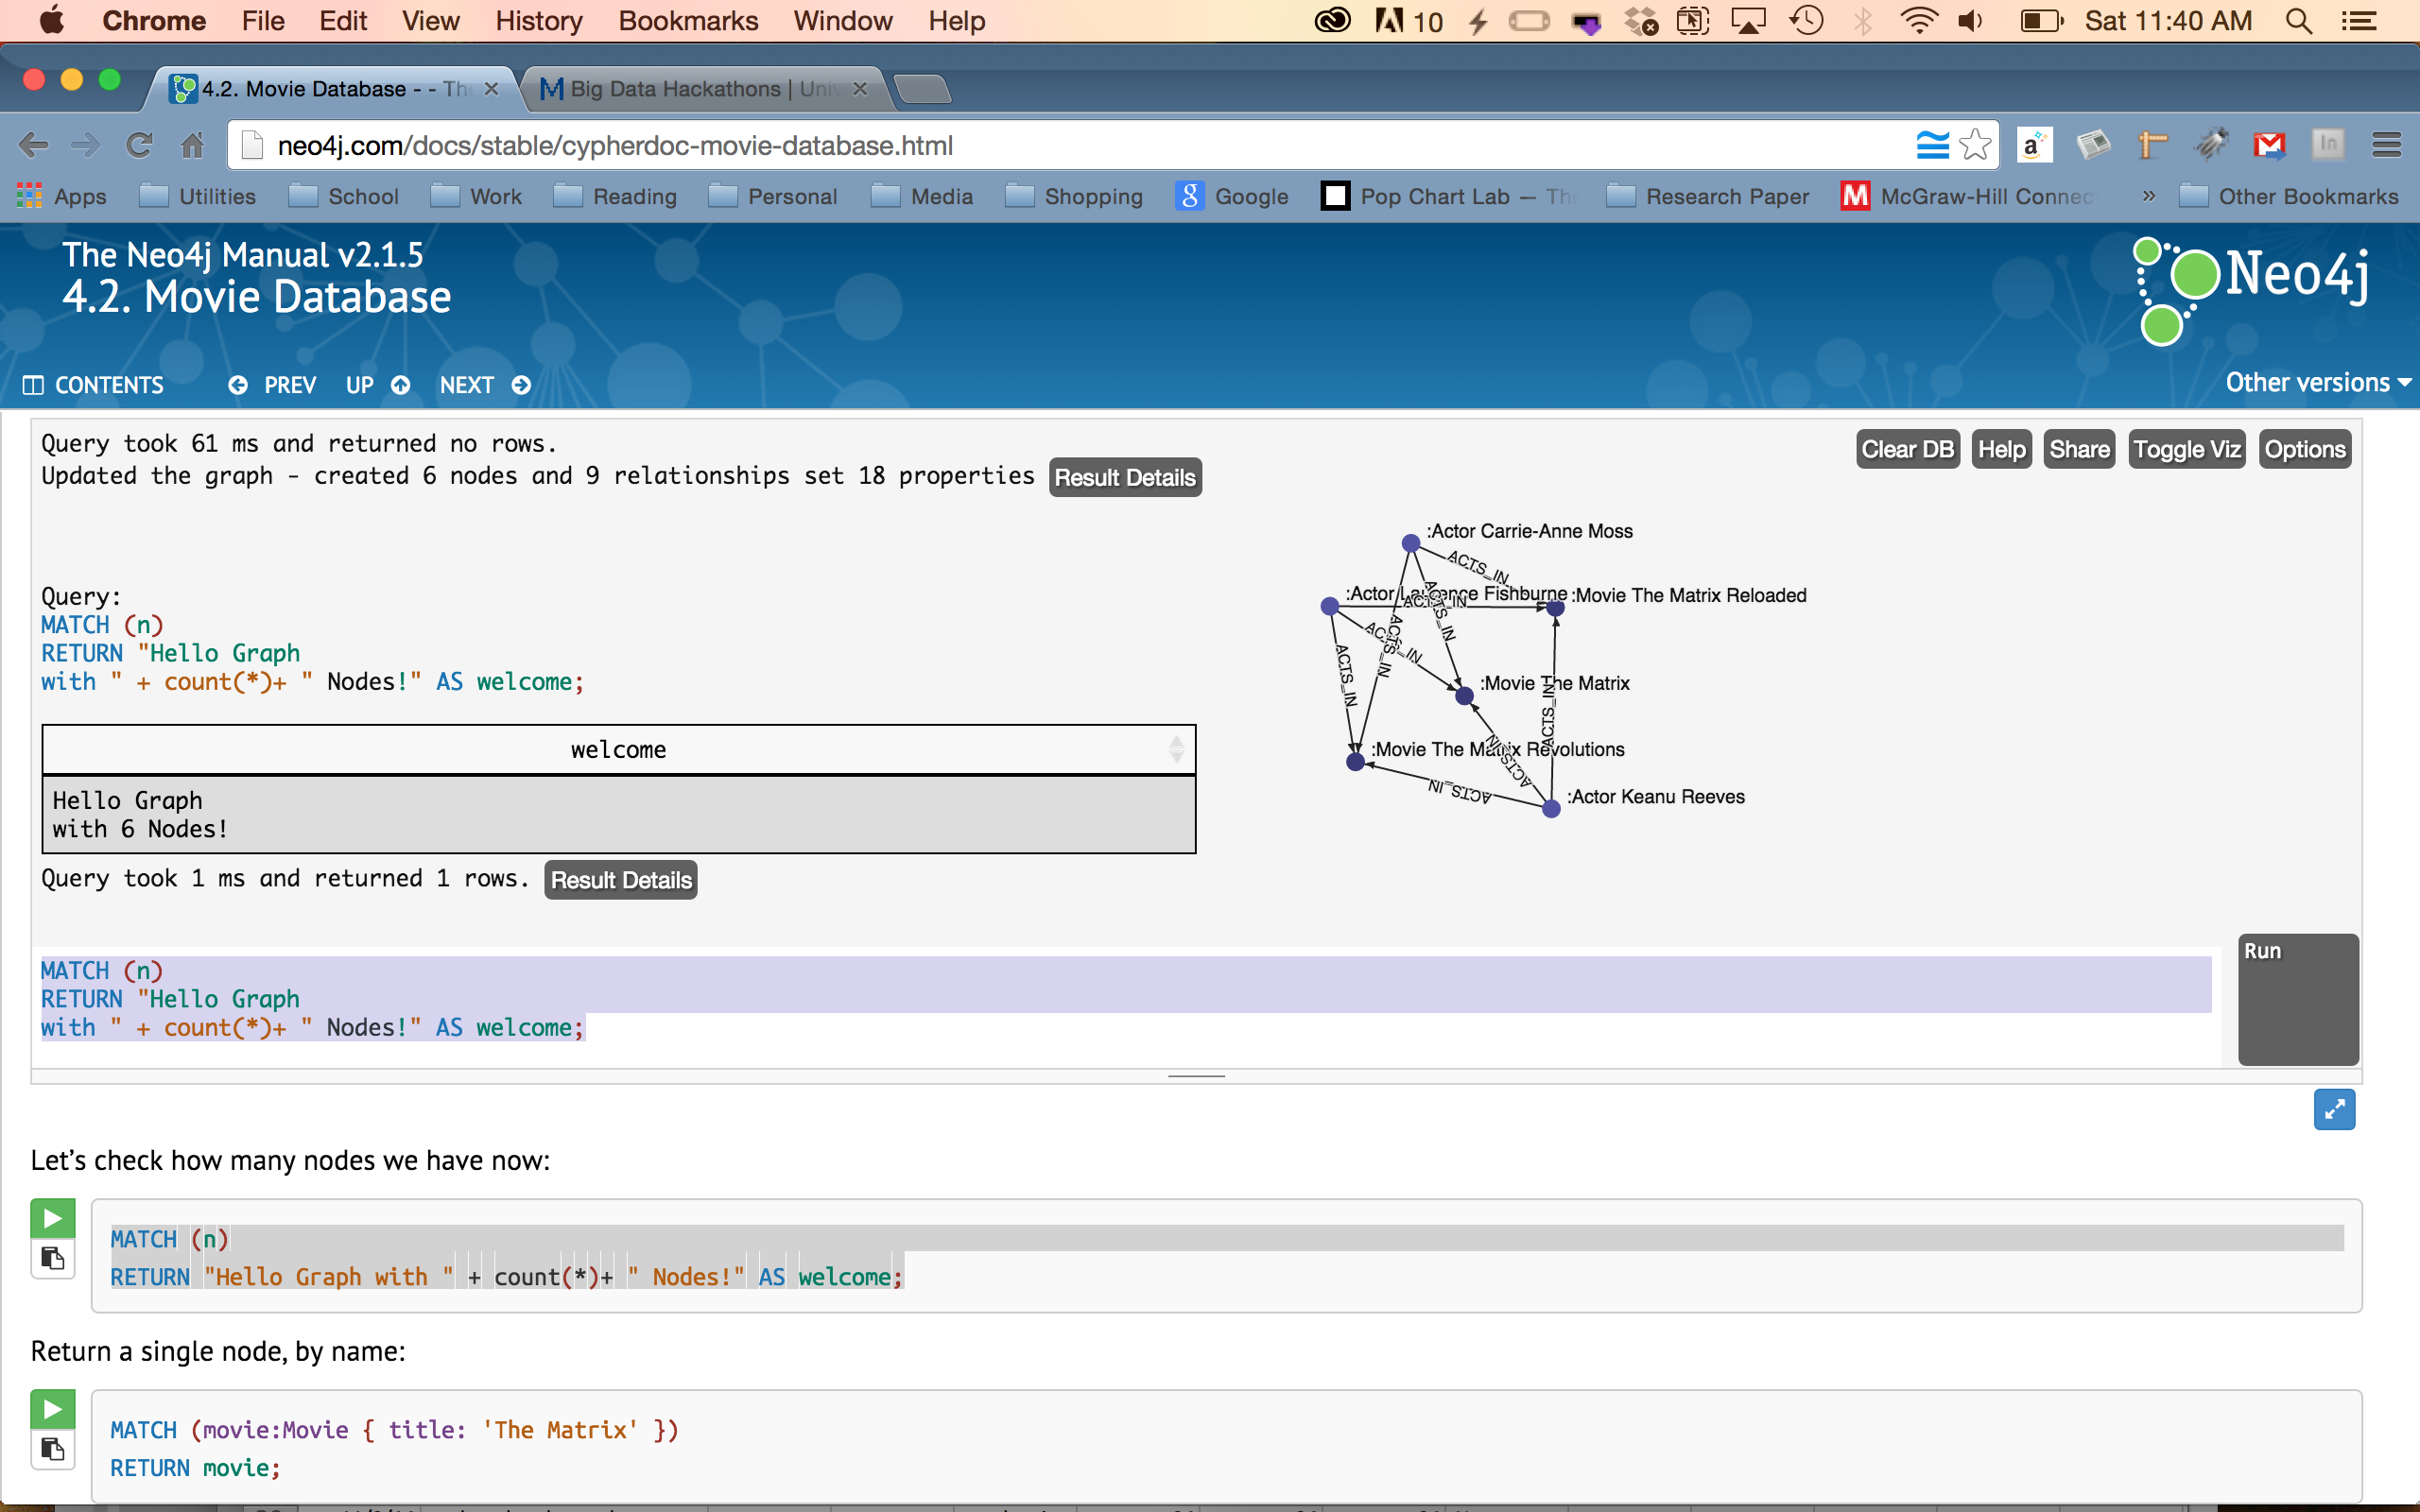 Chrome File Edit View History Bookmarks Window Help 10 Sat 11:40 AM
4.2. Movie Database - - Th
Big Data Hackathons | Uni
neo4j.com/docs/stable/cypherdoc-movie-database.html
Apps Utilities School Work Reading Personal Media Shopping Google Pop Chart Lab — The Research Paper McGraw-Hill Connec » Other Bookmarks
The Neo4j Manual v2.1.5
4.2. Movie Database
Neo4j
CONTENTS PREV UP NEXT
Other versions
Query took 61 ms and returned no rows.
Updated the graph - created 6 nodes and 9 relationships set 18 properties Result Details
Clear DB Help Share Toggle Viz Options
:Actor Carrie-Anne Moss
ACTS_IN
:Actor Laurence Fishburne
ACTS_IN
:Movie The Matrix Reloaded
ACTS_IN
ACTS_IN
ACTS_IN
ACTS_IN
:Movie The Matrix
ACTS_IN
:Movie The Matrix Revolutions
ACTS_IN
ACTS_IN
:Actor Keanu Reeves
Query:
MATCH (n)
RETURN "Hello Graph
with " + count(*)+ " Nodes!" AS welcome;
welcome
Hello Graph
with 6 Nodes!
Query took 1 ms and returned 1 rows. Result Details
MATCH (n)
RETURN "Hello Graph
with " + count(*)+ " Nodes!" AS welcome;
Run
Let’s check how many nodes we have now:
MATCH (n)
RETURN "Hello Graph with " + count(*)+ " Nodes!" AS welcome;
Return a single node, by name:
MATCH (movie:Movie { title: 'The Matrix' })
RETURN movie;